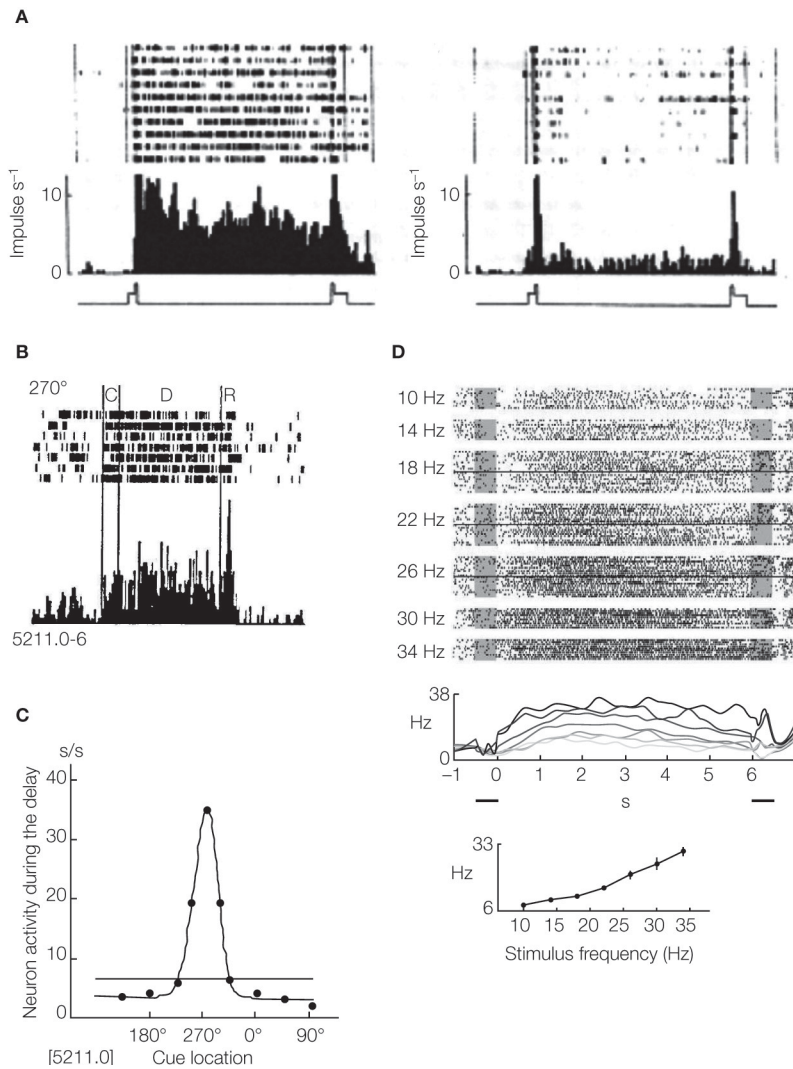 A
Impulse s⁻¹
10
0
Impulse s⁻¹
10
0
B
270°
C D R
5211.0-6
C
s/s
Neuron activity during the delay
40
30
20
10
0
180° 270° 0° 90°
[5211.0] Cue location
D
10 Hz
14 Hz
18 Hz
22 Hz
26 Hz
30 Hz
34 Hz
38
Hz
0
−1 0 1 2 3 4 5 6
s
33
Hz
6
10 15 20 25 30 35
Stimulus frequency (Hz)